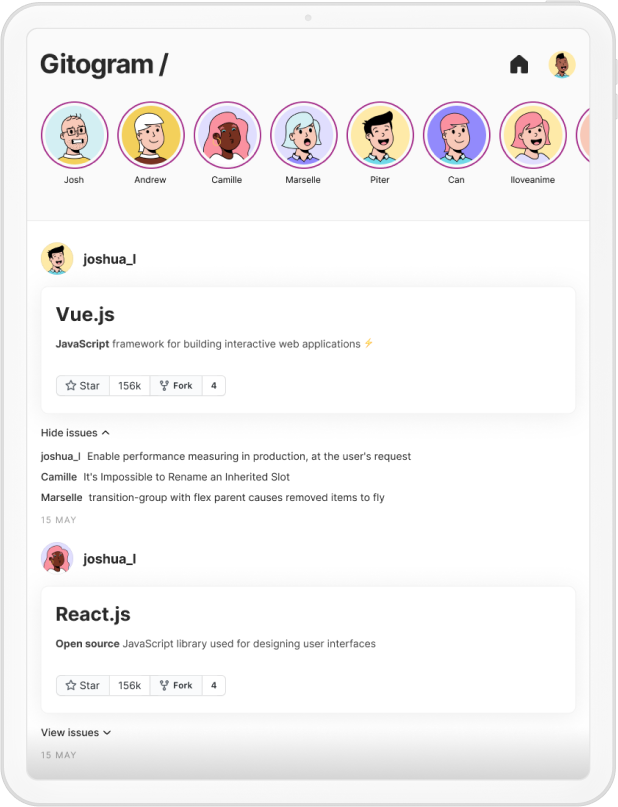 Gitogram /
Josh Andrew Camille Marselle Piter Can Iloveanime
joshua_l
Vue.js
JavaScript framework for building interactive web applications ⚡
Star 156k Fork 4
Hide issues
joshua_l Enable performance measuring in production, at the user's request
Camille It's Impossible to Rename an Inherited Slot
Marselle transition-group with flex parent causes removed items to fly
15 MAY
joshua_l
React.js
Open source JavaScript library used for designing user interfaces
Star 156k Fork 4
View issues
15 MAY